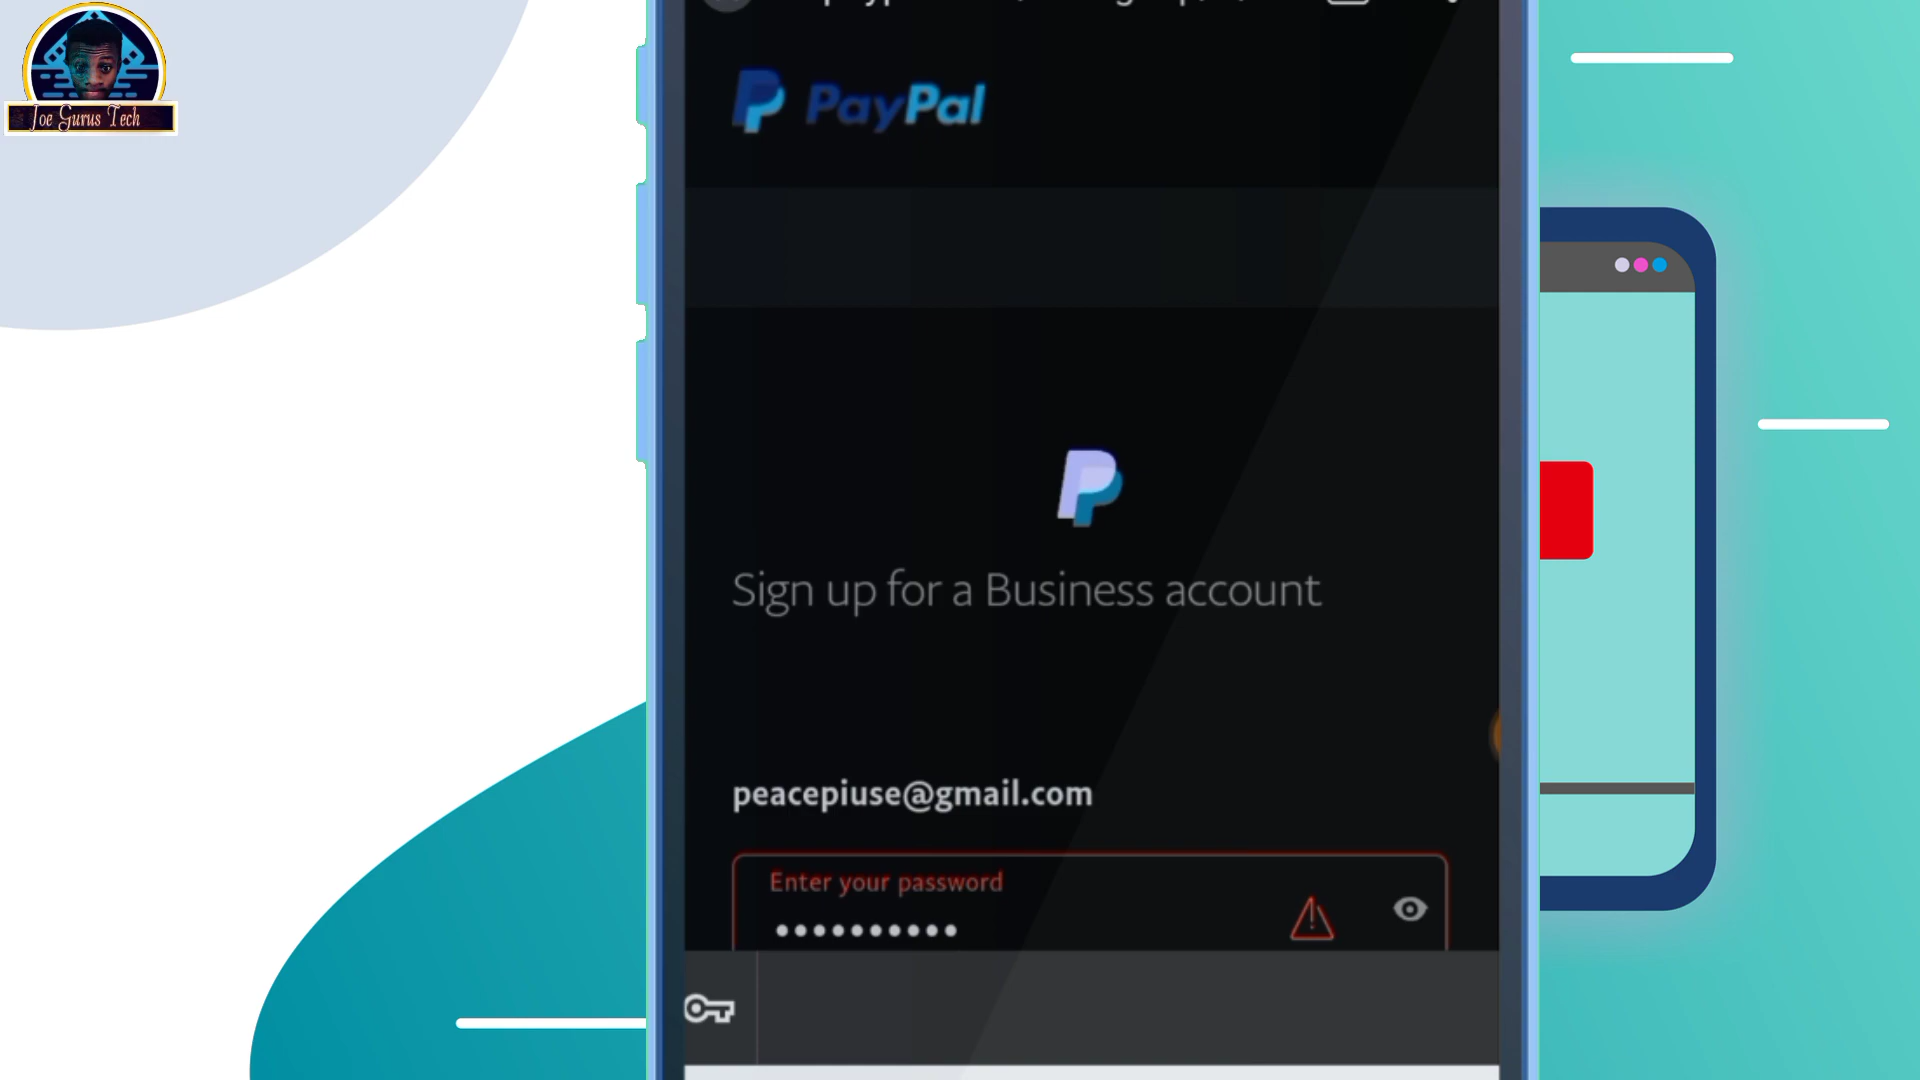 Joe Gurus Tech
PayPal
Sign up for a Business account
peacepiuse@gmail.com
Enter your password